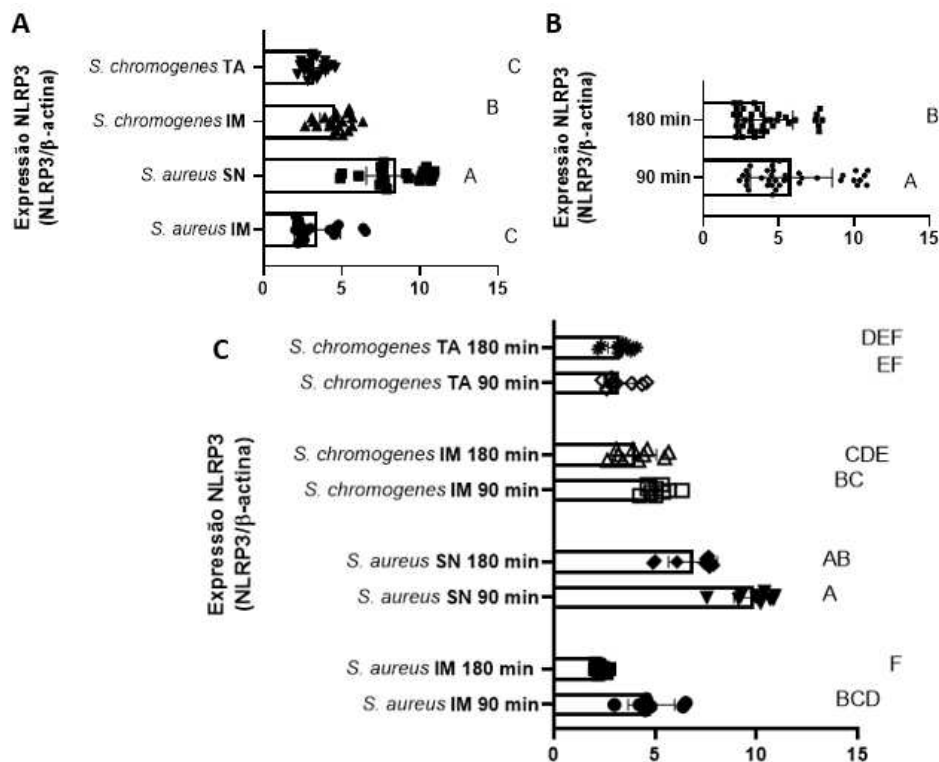 A
Expressão NLRP3
(NLRP3/β-actina)
S. chromogenes TA
C
S. chromogenes IM
B
S. aureus SN
A
S. aureus IM
C
0 5 10 15
B
Expressão NLRP3
(NLRP3/β-actina)
180 min
B
90 min
A
0 5 10 15
C
Expressão NLRP3
(NLRP3/β-actina)
S. chromogenes TA 180 min
DEF
S. chromogenes TA 90 min
EF
S. chromogenes IM 180 min
CDE
S. chromogenes IM 90 min
BC
S. aureus SN 180 min
AB
S. aureus SN 90 min
A
S. aureus IM 180 min
F
S. aureus IM 90 min
BCD
0 5 10 15